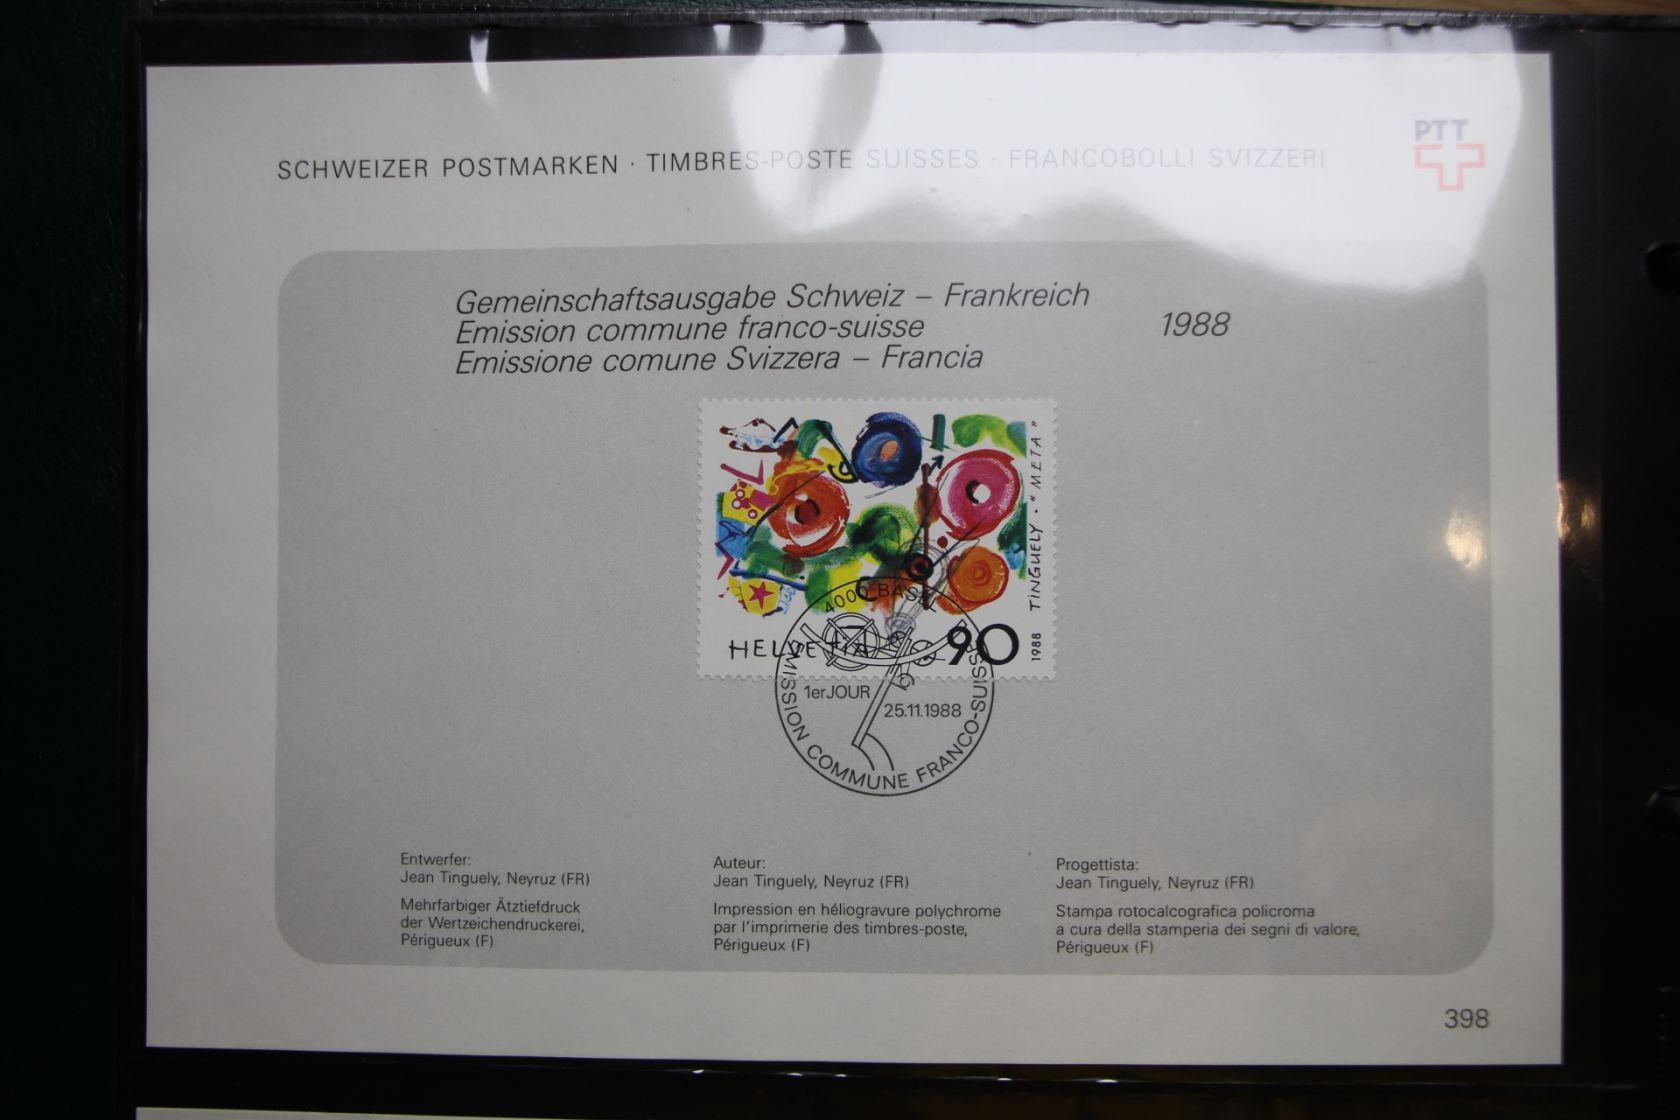 PTT
SCHWEIZER POSTMARKEN · TIMBRES-POSTE SUISSES · FRANCOBOLLI SVIZZERI
Gemeinschaftsausgabe Schweiz – Frankreich
Emission commune franco-suisse
Emissione comune Svizzera – Francia
1988
TINGUELY · "META"
1988
HELVETIA 90
4000 BASEL
1er JOUR
25.11.1988
EMISSION COMMUNE FRANCO-SUISSE
Entwerfer:
Jean Tinguely, Neyruz (FR)
Mehrfarbiger Ätztiefdruck
der Wertzeichendruckerei,
Périgueux (F)
Auteur:
Jean Tinguely, Neyruz (FR)
Impression en héliogravure polychrome
par l'imprimerie des timbres-poste,
Périgueux (F)
Progettista:
Jean Tinguely, Neyruz (FR)
Stampa rotocalcografica policroma
a cura della stamperia dei segni di valore,
Périgueux (F)
398